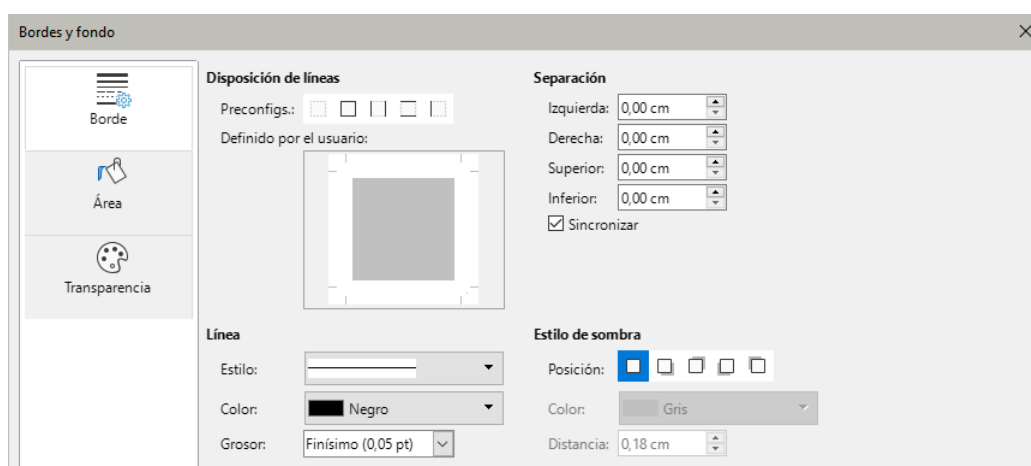 Bordes y fondo
Borde
Área
Transparencia
Disposición de líneas
Preconfigs.:
Definido por el usuario:
Separación
Izquierda: 0,00 cm
Derecha: 0,00 cm
Superior: 0,00 cm
Inferior: 0,00 cm
Sincronizar
Línea
Estilo:
Color: Negro
Grosor: Finísimo (0,05 pt)
Estilo de sombra
Posición:
Color: Gris
Distancia: 0,18 cm